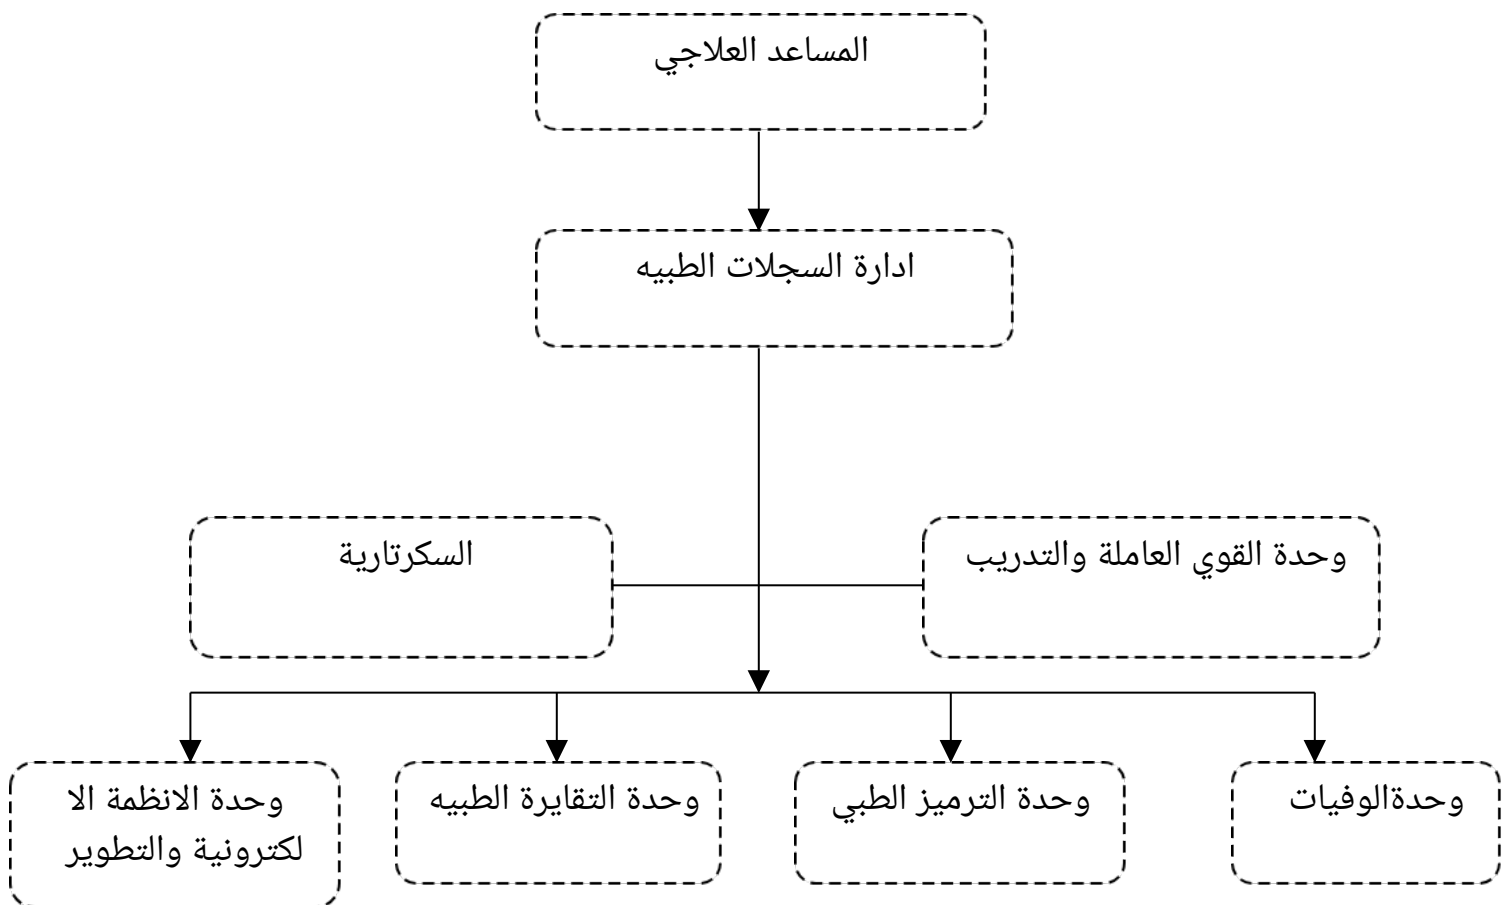 المساعد العلاجي
ادارة السجلات الطبيه
وحدة القوي العاملة والتدريب
السكرتارية
وحدةالوفيات
وحدة الترميز الطبي
وحدة التقايرة الطبيه
وحدة الانظمة الا
لكترونية والتطوير